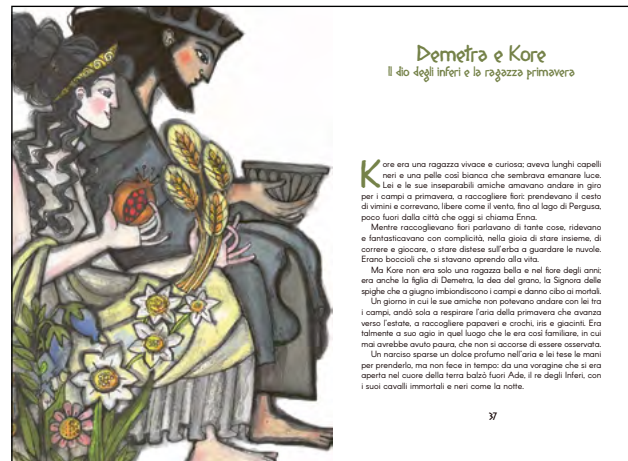 Demetra e Kore
Il dio degli inferi e la ragazza primavera
Kore era una ragazza vivace e curiosa; aveva lunghi capelli
neri e una pelle così bianca che sembrava emanare luce.
Lei e le sue inseparabili amiche amavano andare in giro
per i campi a primavera, a raccogliere fiori: prendevano il cesto
di vimini e correvano, libere come il vento, fino al lago di Pergusa,
poco fuori dalla città che oggi si chiama Enna.
Mentre raccoglievano fiori parlavano di tante cose, ridevano
e fantasticavano con complicità, nella gioia di stare insieme, di
correre e giocare, o stare distese sull'erba a guardare le nuvole.
Erano boccioli che si stavano aprendo alla vita.
Ma Kore non era solo una ragazza bella e nel fiore degli anni;
era anche la figlia di Demetra, la dea del grano, la Signora delle
spighe che a giugno imbiondiscono i campi e danno cibo ai mortali.
Un giorno in cui le sue amiche non potevano andare con lei tra
i campi, andò sola a respirare l'aria della primavera che avanza
verso l'estate, a raccogliere papaveri e crochi, iris e giacinti. Era
talmente a suo agio in quel luogo che le era così familiare, in cui
mai avrebbe avuto paura, che non si accorse di essere osservata.
Un narciso sparse un dolce profumo nell'aria e lei tese le mani
per prenderlo, ma non fece in tempo: da una voragine che si era
aperta nel cuore della terra balzò fuori Ade, il re degli Inferi, con
i suoi cavalli immortali e neri come la notte.
37